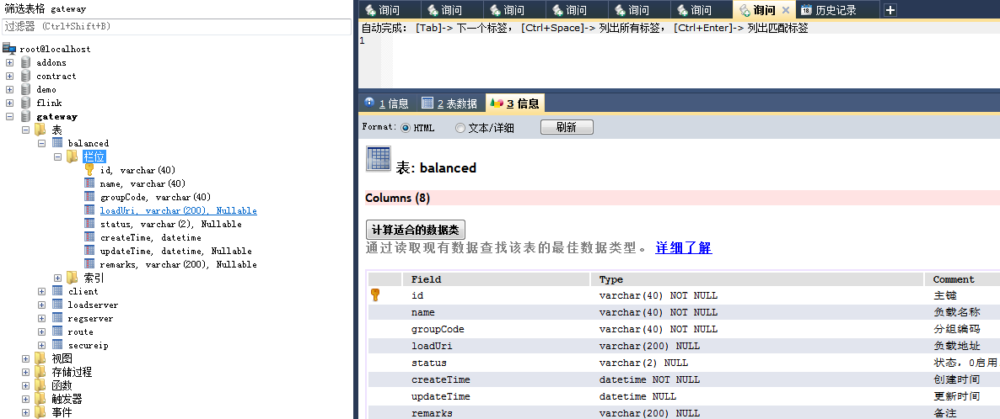 筛选表格 gateway
过滤器 (Ctrl+Shift+B)
root@localhost
addons
contract
demo
flink
gateway
表
balanced
栏位
id, varchar(40)
name, varchar(40)
groupCode, varchar(40)
loadUri, varchar(200), Nullable
status, varchar(2), Nullable
createTime, datetime
updateTime, datetime, Nullable
remarks, varchar(200), Nullable
索引
client
loadserver
regserver
route
secureip
视图
存储过程
函数
触发器
事件
询问 询问 询问 询问 询问 询问 询问 历史记录
自动完成： [Tab]-> 下一个标签， [Ctrl+Space]-> 列出所有标签， [Ctrl+Enter]-> 列出匹配标签
1
1 信息 2 表数据 3 信息
Format: HTML 文本/详细 刷新
表: balanced
Columns (8)
计算适合的数据类
通过读取现有数据查找该表的最佳数据类型。 详细了解
Field Type Comment
id varchar(40) NOT NULL 主键
name varchar(40) NOT NULL 负载名称
groupCode varchar(40) NOT NULL 分组编码
loadUri varchar(200) NULL 负载地址
status varchar(2) NULL 状态，0启用
createTime datetime NOT NULL 创建时间
updateTime datetime NULL 更新时间
remarks varchar(200) NULL 备注